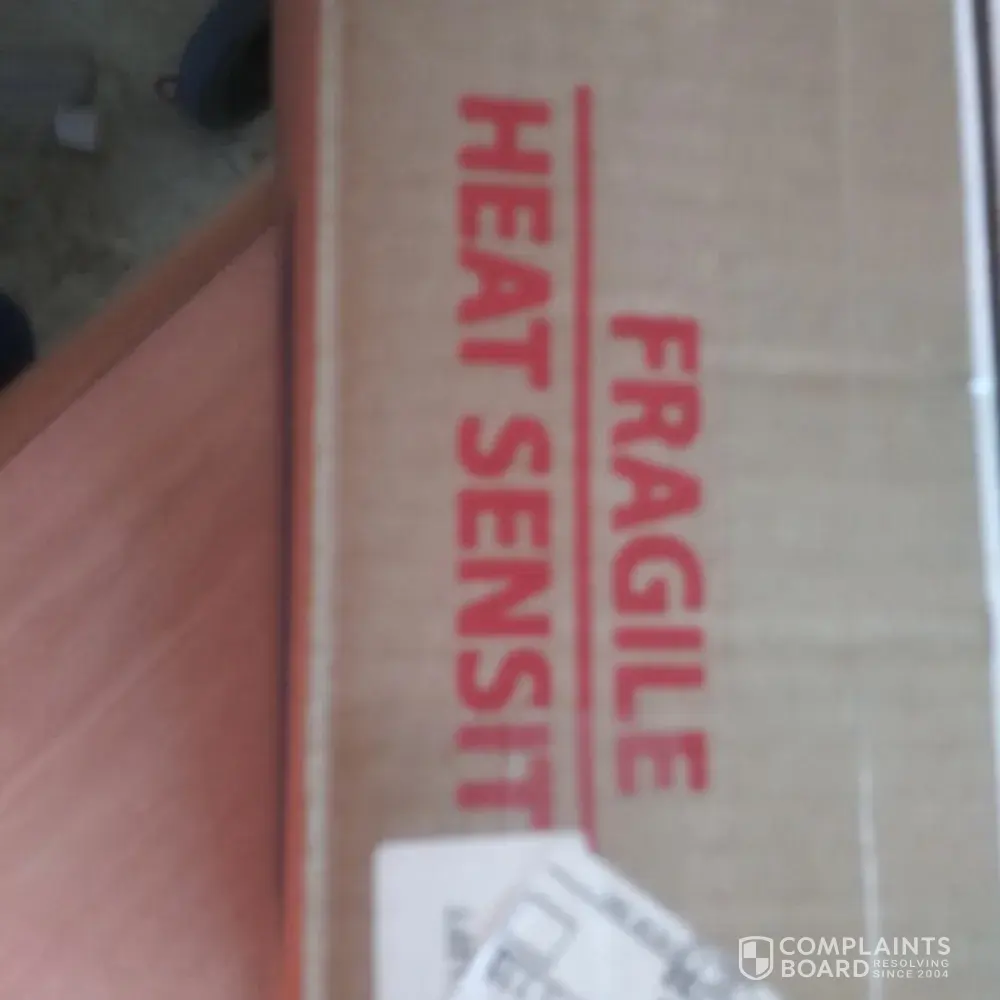 FRAGILE
HEAT SENSIT
COMPLAINTS
BOARD RESOLVING
SINCE 2004